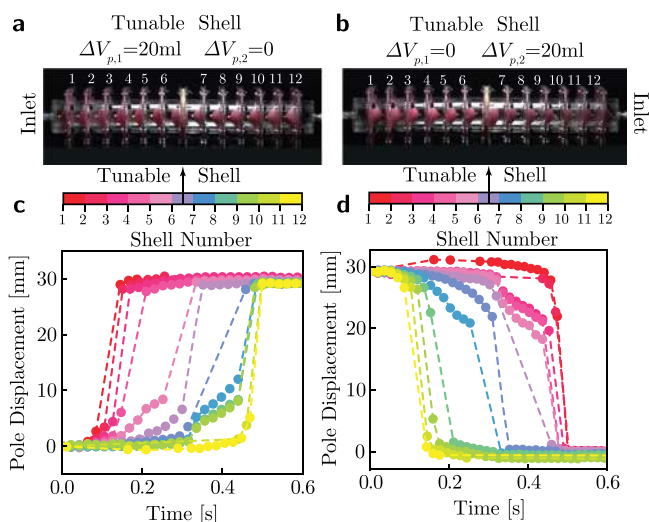 a
Tunable Shell
ΔV_{p,1}=20ml ΔV_{p,2}=0
1 2 3 4 5 6 7 8 9 10 11 12
Inlet
b
Tunable Shell
ΔV_{p,1}=0 ΔV_{p,2}=20ml
1 2 3 4 5 6 7 8 9 10 11 12
Inlet
Tunable Shell
1 2 3 4 5 6 7 8 9 10 11 12
Shell Number
Tunable Shell
1 2 3 4 5 6 7 8 9 10 11 12
Shell Number
c
Pole Displacement [mm]
30
20
10
0
0.0 0.2 0.4 0.6
Time [s]
d
Pole Displacement [mm]
30
20
10
0
0.0 0.2 0.4 0.6
Time [s]